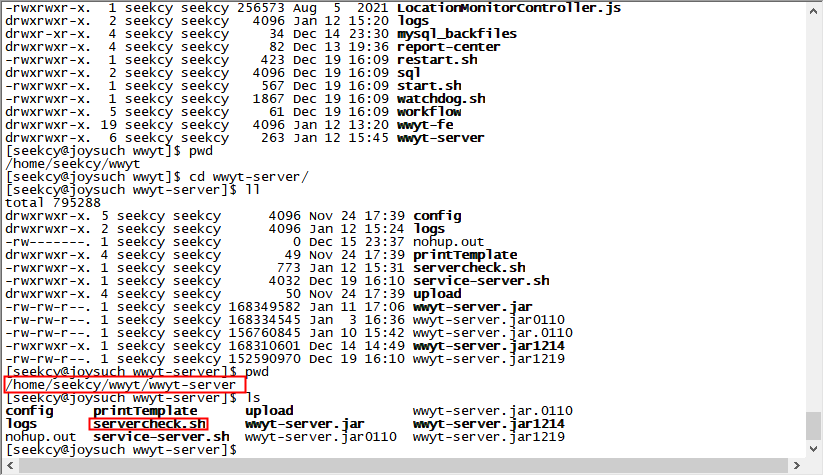 -rwxrwxr-x.  1 seekcy seekcy 256573 Aug  5  2021 LocationMonitorController.js
drwxrwxr-x.  2 seekcy seekcy   4096 Jan 12 15:20 logs
drwxr-xr-x.  4 seekcy seekcy     34 Dec 14 23:30 mysql_backfiles
drwxrwxr-x.  4 seekcy seekcy     82 Dec 13 19:36 report-center
-rwxrwxr-x.  1 seekcy seekcy    423 Dec 19 16:09 restart.sh
drwxrwxr-x.  2 seekcy seekcy   4096 Dec 19 16:09 sql
-rwxrwxr-x.  1 seekcy seekcy    567 Dec 19 16:09 start.sh
-rwxrwxr-x.  1 seekcy seekcy   1867 Dec 19 16:09 watchdog.sh
drwxrwxr-x.  5 seekcy seekcy     61 Dec 19 16:09 workflow
drwxrwxr-x. 19 seekcy seekcy   4096 Jan 12 13:20 wwyt-fe
drwxrwxr-x.  6 seekcy seekcy    263 Jan 12 15:45 wwyt-server
[seekcy@joysuch wwyt]$ pwd
/home/seekcy/wwyt
[seekcy@joysuch wwyt]$ cd wwyt-server/
[seekcy@joysuch wwyt-server]$ ll
total 795288
drwxrwxr-x. 5 seekcy seekcy      4096 Nov 24 17:39 config
drwxrwxr-x. 2 seekcy seekcy      4096 Jan 12 15:24 logs
-rw-------. 1 seekcy seekcy         0 Dec 15 23:37 nohup.out
drwxrwxr-x. 4 seekcy seekcy        49 Nov 24 17:39 printTemplate
-rwxrwxr-x. 1 seekcy seekcy       773 Jan 12 15:31 servercheck.sh
-rwxrwxr-x. 1 seekcy seekcy      4032 Dec 19 16:10 service-server.sh
drwxrwxr-x. 4 seekcy seekcy        50 Nov 24 17:39 upload
-rw-rw-r--. 1 seekcy seekcy 168349582 Jan 11 17:06 wwyt-server.jar
-rw-rw-r--. 1 seekcy seekcy 168334545 Jan  3 16:36 wwyt-server.jar0110
-rw-rw-r--. 1 seekcy seekcy 156760845 Jan 10 15:42 wwyt-server.jar.0110
-rwxrwxr-x. 1 seekcy seekcy 168310601 Dec 14 14:49 wwyt-server.jar1214
-rw-rw-r--. 1 seekcy seekcy 152590970 Dec 19 16:10 wwyt-server.jar1219
[seekcy@joysuch wwyt-server]$ pwd
/home/seekcy/wwyt/wwyt-server
[seekcy@joysuch wwyt-server]$ ls
config     printTemplate      upload               wwyt-server.jar.0110
logs       servercheck.sh     wwyt-server.jar      wwyt-server.jar1214
nohup.out  service-server.sh  wwyt-server.jar0110  wwyt-server.jar1219
[seekcy@joysuch wwyt-server]$